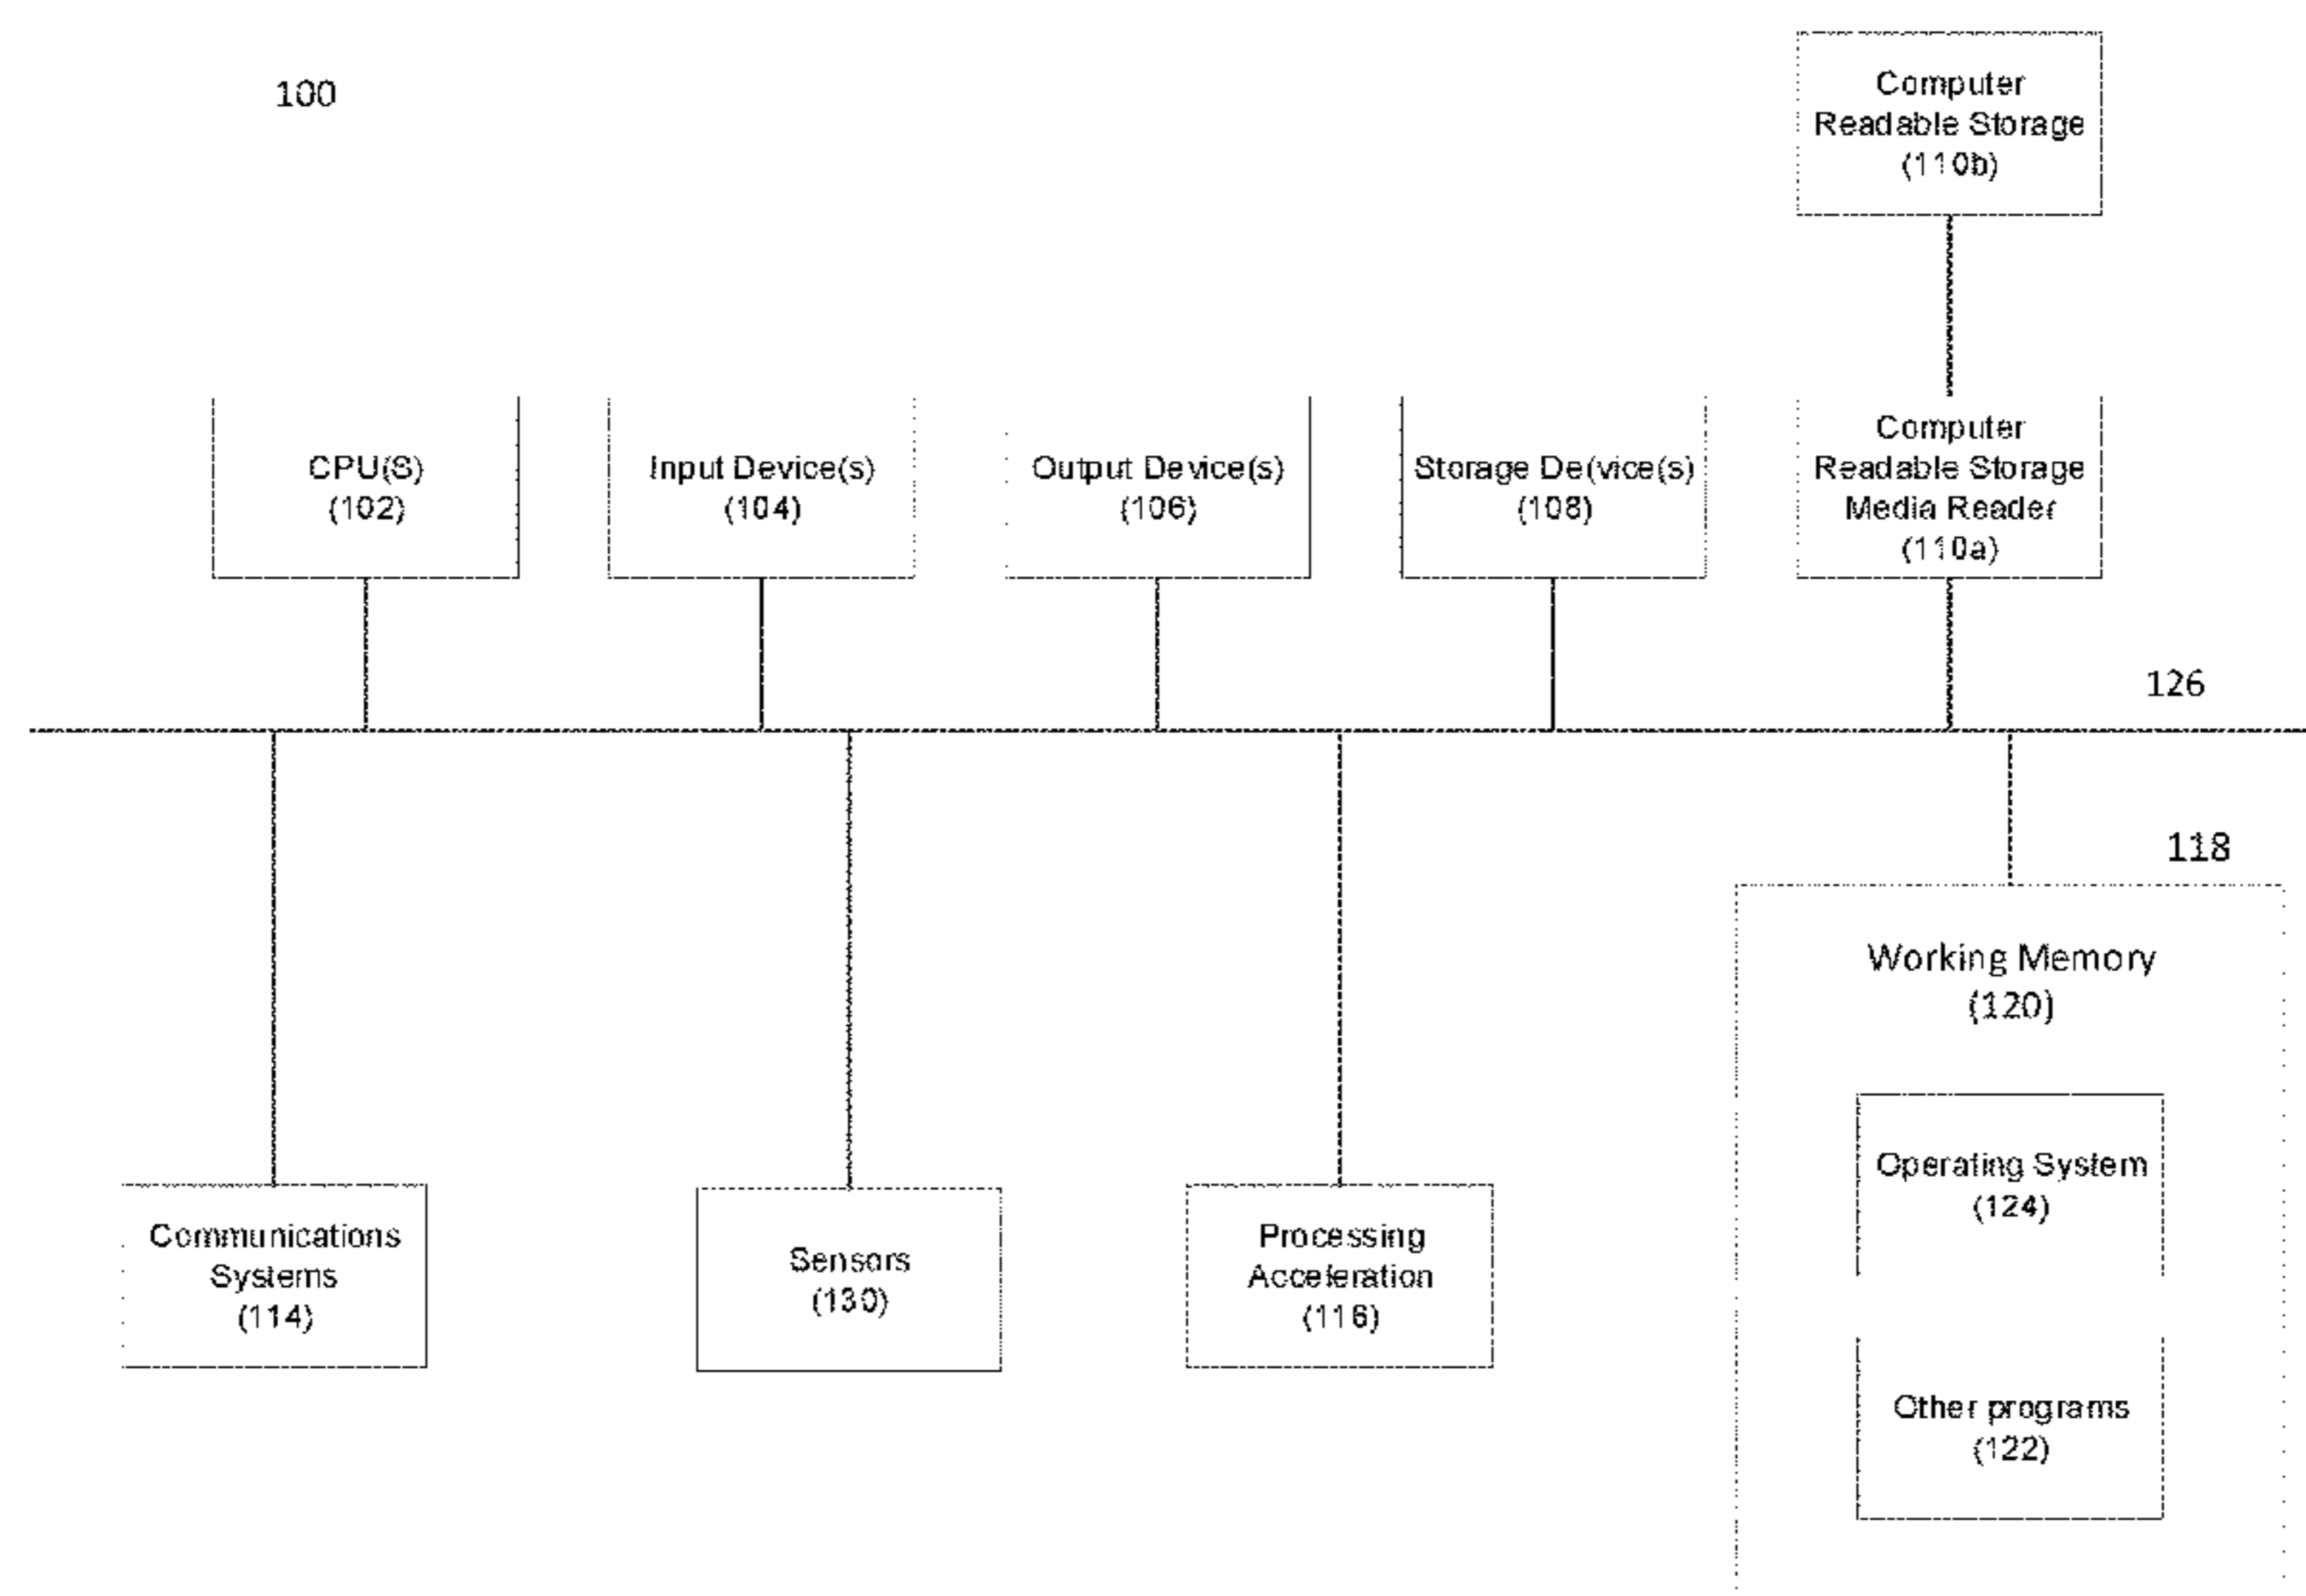 100
Computer
Readable Storage
(110b)
CPU(S)
(102)
Input Device(s)
(104)
Output Device(s)
(106)
Storage De(vice(s)
(108)
Computer
Readable Storage
Media Reader
(110a)
126
118
Working Memory
(120)
Operating System
(124)
Other programs
(122)
Communications
Systems
(114)
Sensors
(130)
Processing
Acceleration
(116)